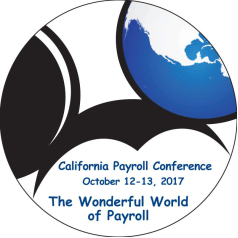 California Payroll Conference
October 12-13, 2017
The Wonderful World
of Payroll